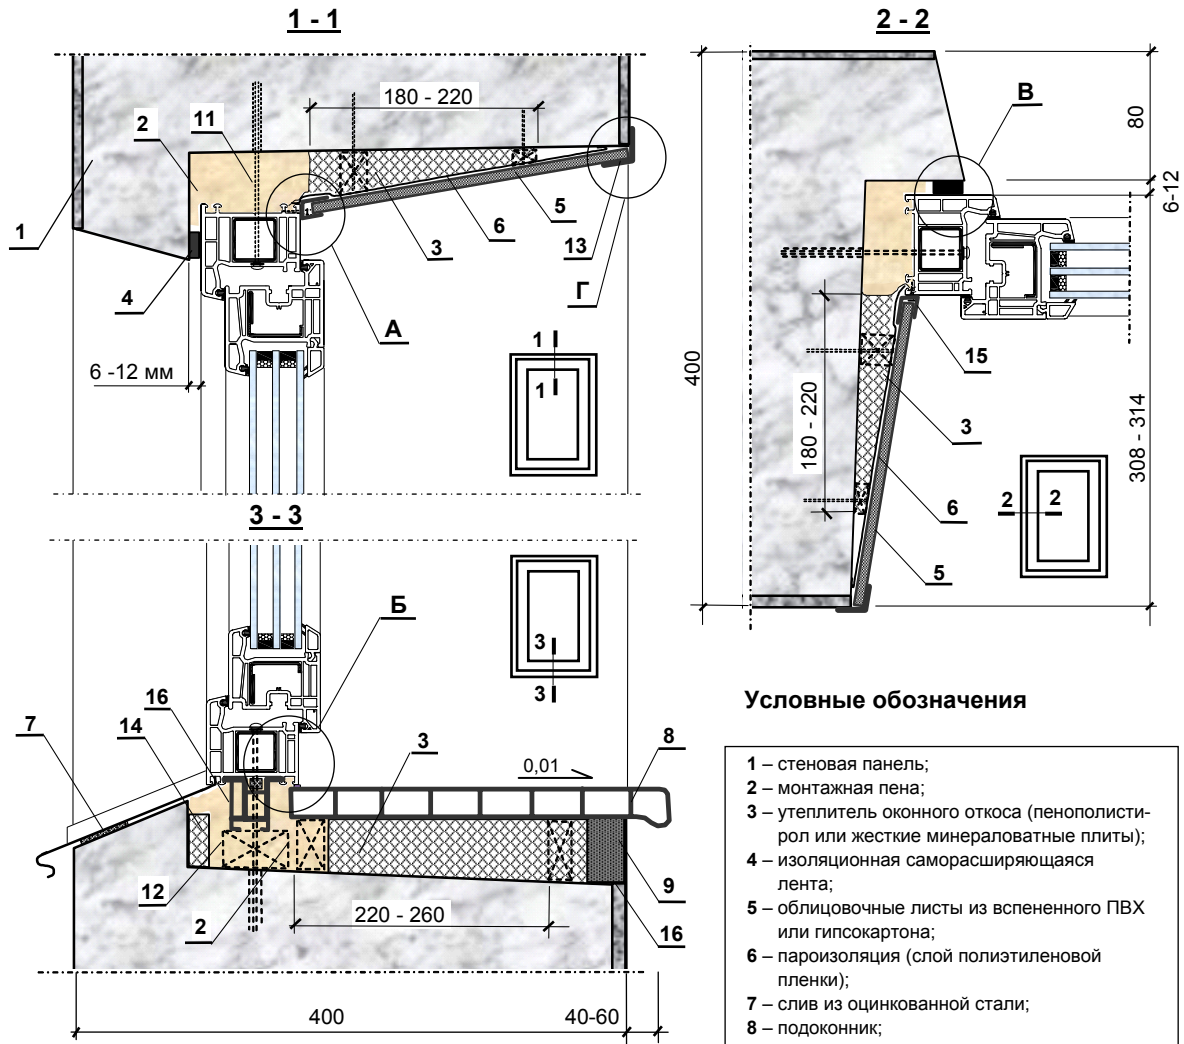 1 - 1
180 - 220
2
11
1
4
6 -12 мм
А
3
6
5
13
Г
1
1
2 - 2
В
80
6-12
400
180 - 220
308 - 314
15
3
6
5
2
2
3 - 3
Б
16
14
7
3
3
3
0,01
8
12
2
220 - 260
9
16
400
40-60
Условные обозначения
1 – стеновая панель;
2 – монтажная пена;
3 – утеплитель оконного откоса (пенополисти-
рол или жесткие минераловатные плиты);
4 – изоляционная саморасширяющаяся
лента;
5 – облицовочные листы из вспененного ПВХ
или гипсокартона;
6 – пароизоляция (слой полиэтиленовой
пленки);
7 – слив из оцинкованной стали;
8 – подоконник;